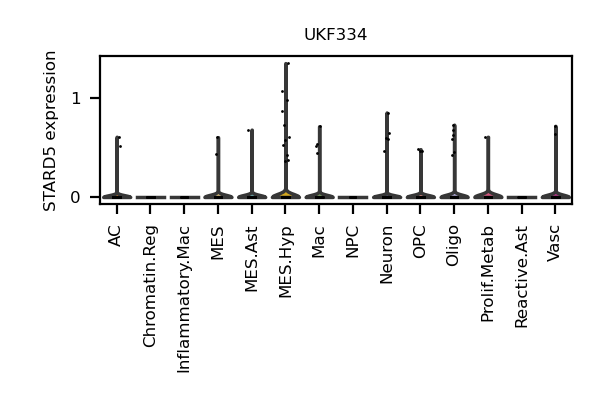 UKF334
STARD5 expression
1
0
AC
Chromatin.Reg
Inflammatory.Mac
MES
MES.Ast
MES.Hyp
Mac
NPC
Neuron
OPC
Oligo
Prolif.Metab
Reactive.Ast
Vasc